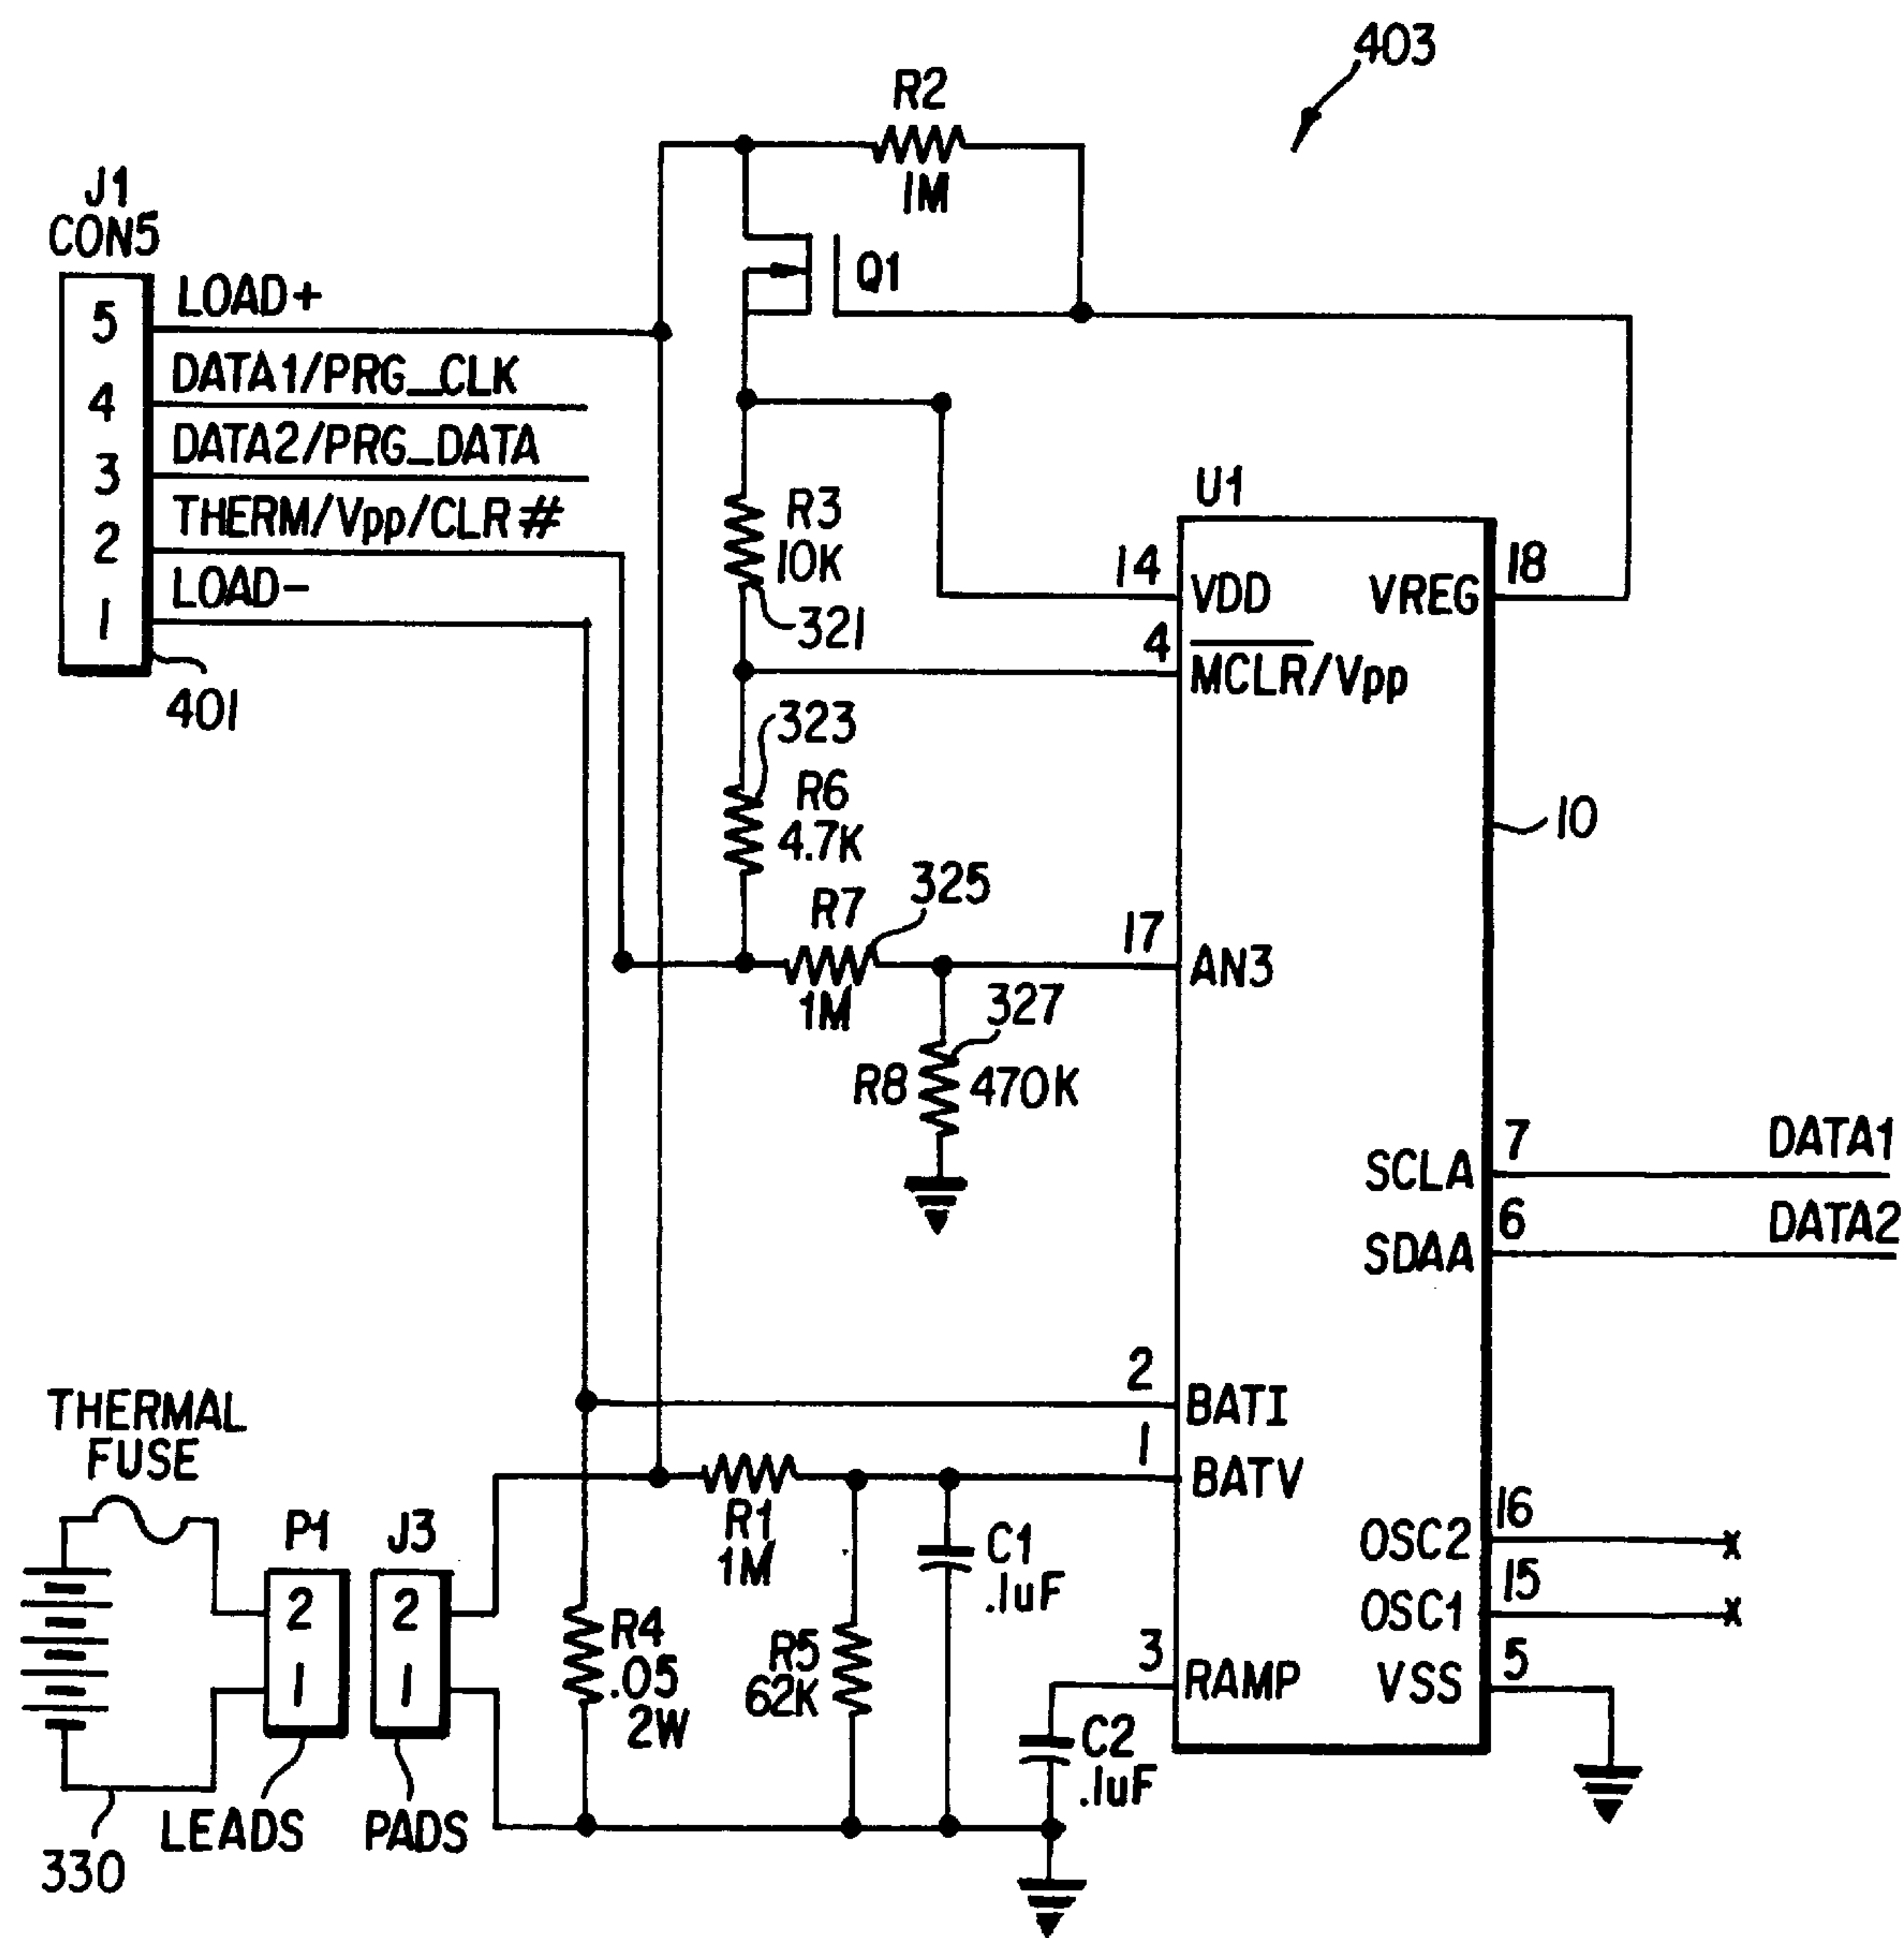 403
R2
1M
J1
CON5
Q1
5 LOAD+
4 DATA1/PRG_CLK
3 DATA2/PRG_DATA
2 THERM/Vpp/CLR#
1 LOAD-
401
R3
10K
321
U1
14 VDD
VREG 18
4 MCLR/Vpp
323
R6
4.7K
10
R7
325
1M
17 AN3
327
R8 470K
SCLA 7 DATA1
SDAA 6 DATA2
2 BATI
1 BATV
THERMAL
FUSE
P1
J3
2
1
2
1
R1
1M
C1
.1uF
OSC2 16
OSC1 15
R4
.05
2W
R5
62K
3 RAMP
VSS 5
C2
.1uF
LEADS
PADS
330